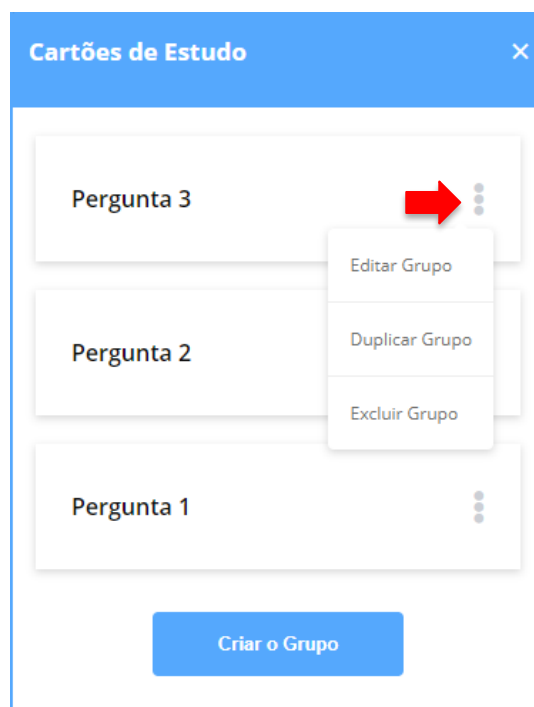 Cartões de Estudo
Pergunta 3
Editar Grupo
Duplicar Grupo
Pergunta 2
Excluir Grupo
Pergunta 1
Criar o Grupo